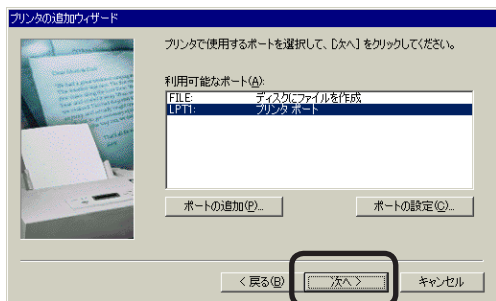 プリンタの追加ウィザード
プリンタで使用するポートを選択して、[次へ] をクリックしてください。
利用可能なポート(A):
FILE: ディスクにファイルを作成
LPT1: プリンタ ポート
ポートの追加(P)...
ポートの設定(C)...
< 戻る(B)
次へ >
キャンセル